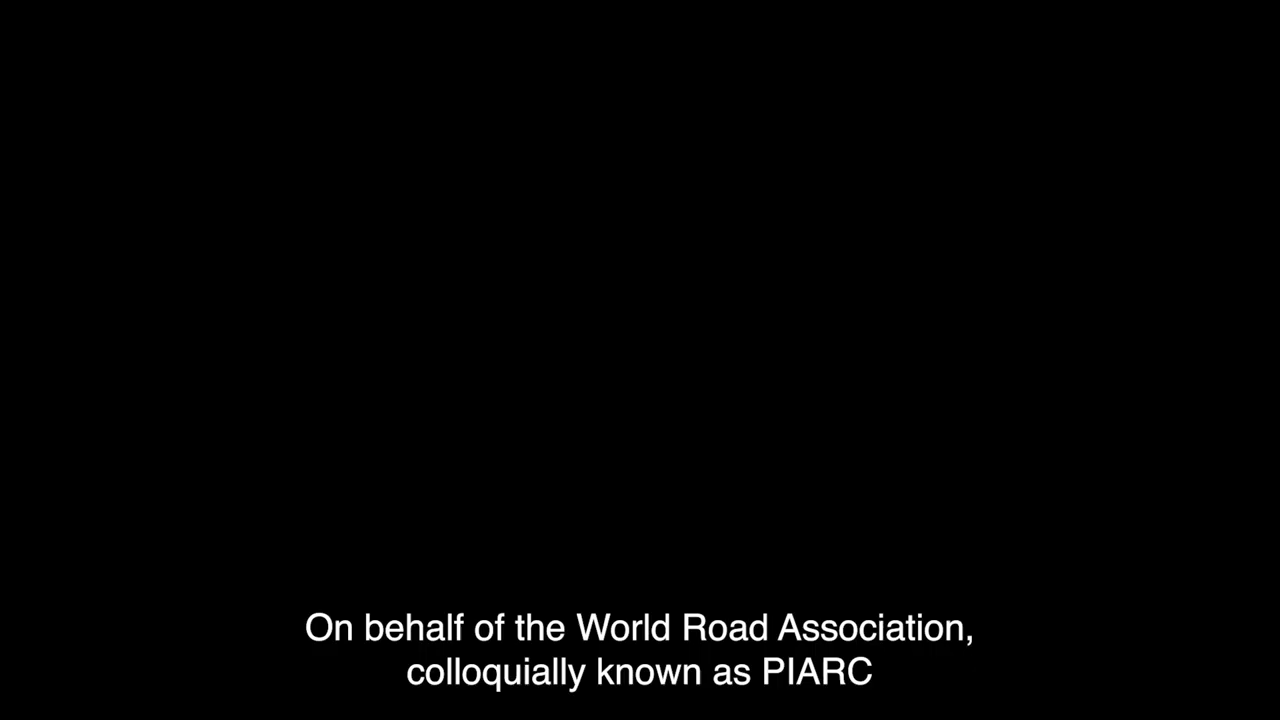 On behalf of the World Road Association,
colloquially known as PIARC